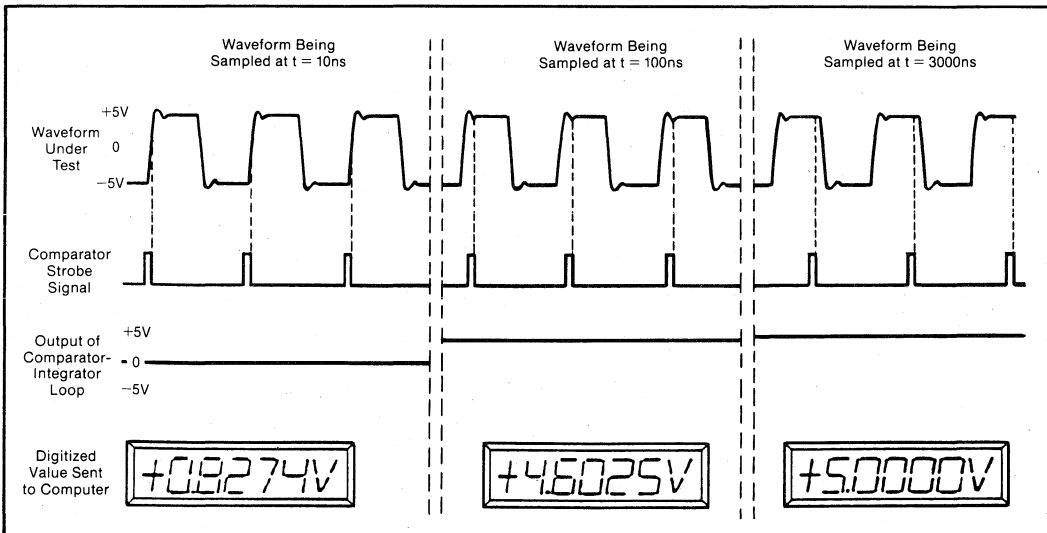 Waveform Being
Sampled at t = 10ns
Waveform Being
Sampled at t = 100ns
Waveform Being
Sampled at t = 3000ns
Waveform
Under
Test
+5V
0
−5V
Comparator
Strobe
Signal
Output of
Comparator-
Integrator
Loop
+5V
0
−5V
Digitized
Value Sent
to Computer
+0.8274V
+4.6025V
+5.0000V